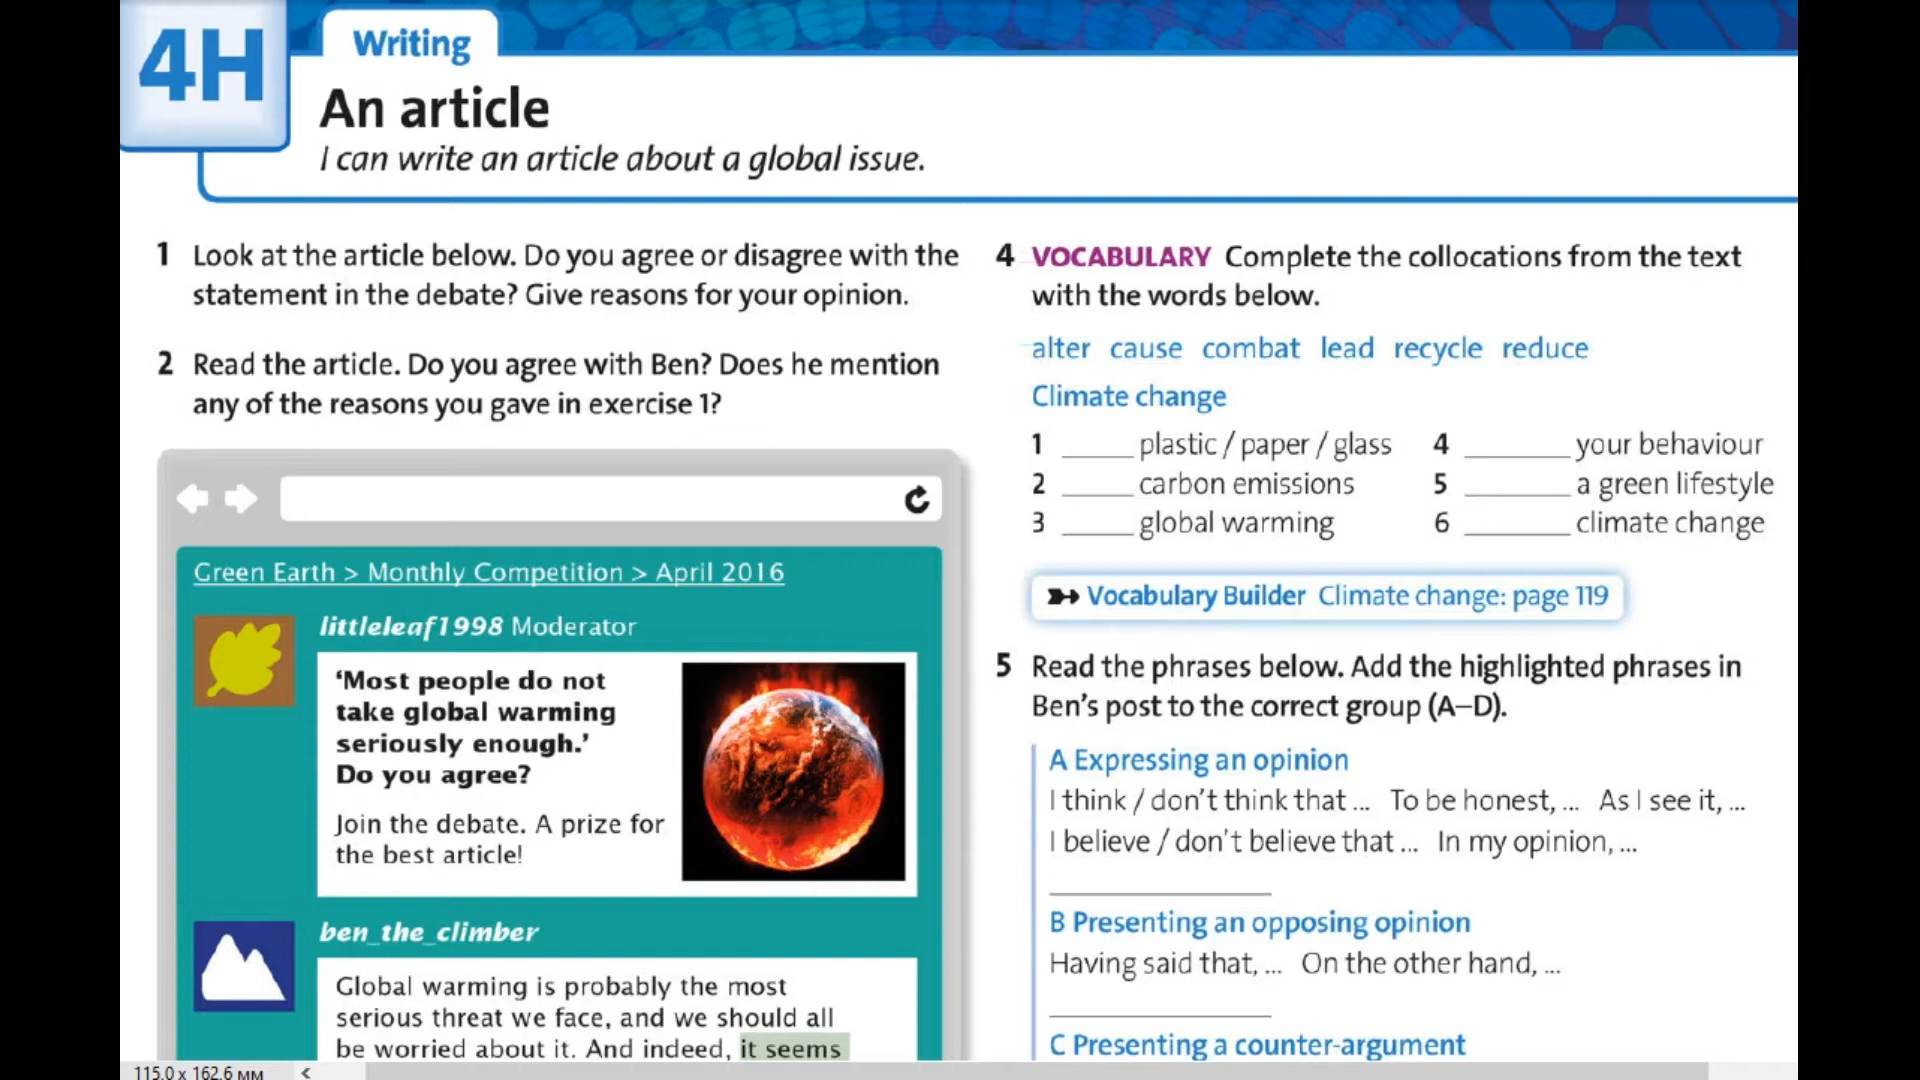 4H
Writing
An article
I can write an article about a global issue.
1 Look at the article below. Do you agree or disagree with the
statement in the debate? Give reasons for your opinion.
2 Read the article. Do you agree with Ben? Does he mention
any of the reasons you gave in exercise 1?
Green Earth > Monthly Competition > April 2016
littleleaf1998 Moderator
‘Most people do not
take global warming
seriously enough.’
Do you agree?
Join the debate. A prize for
the best article!
ben_the_climber
Global warming is probably the most
serious threat we face, and we should all
be worried about it. And indeed, it seems
4 VOCABULARY Complete the collocations from the text
with the words below.
alter cause combat lead recycle reduce
Climate change
1 ______ plastic / paper / glass
2 ______ carbon emissions
3 ______ global warming
4 ______ your behaviour
5 ______ a green lifestyle
6 ______ climate change
Vocabulary Builder Climate change: page 119
5 Read the phrases below. Add the highlighted phrases in
Ben’s post to the correct group (A–D).
A Expressing an opinion
I think / don’t think that ... To be honest, ... As I see it, ...
I believe / don’t believe that ... In my opinion, ...
B Presenting an opposing opinion
Having said that, ... On the other hand, ...
C Presenting a counter-argument
115,0 x 162,6 мм